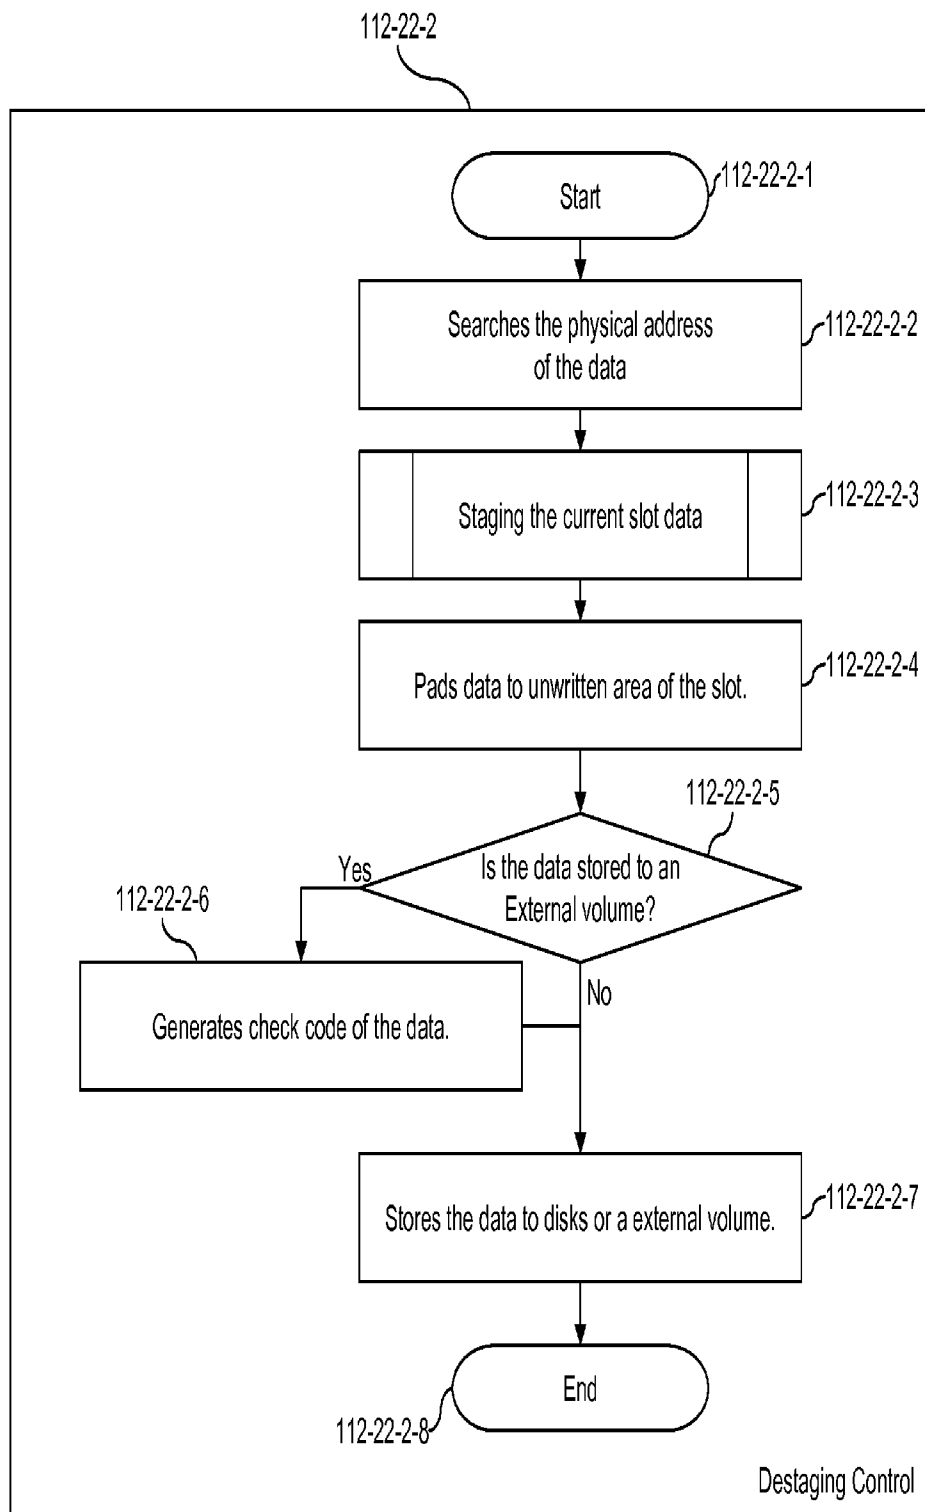 112-22-2
Start
112-22-2-1
Searches the physical address
of the data
112-22-2-2
Staging the current slot data
112-22-2-3
Pads data to unwritten area of the slot.
112-22-2-4
112-22-2-5
Is the data stored to an
External volume?
Yes
112-22-2-6
No
Generates check code of the data.
Stores the data to disks or a external volume.
112-22-2-7
End
112-22-2-8
Destaging Control